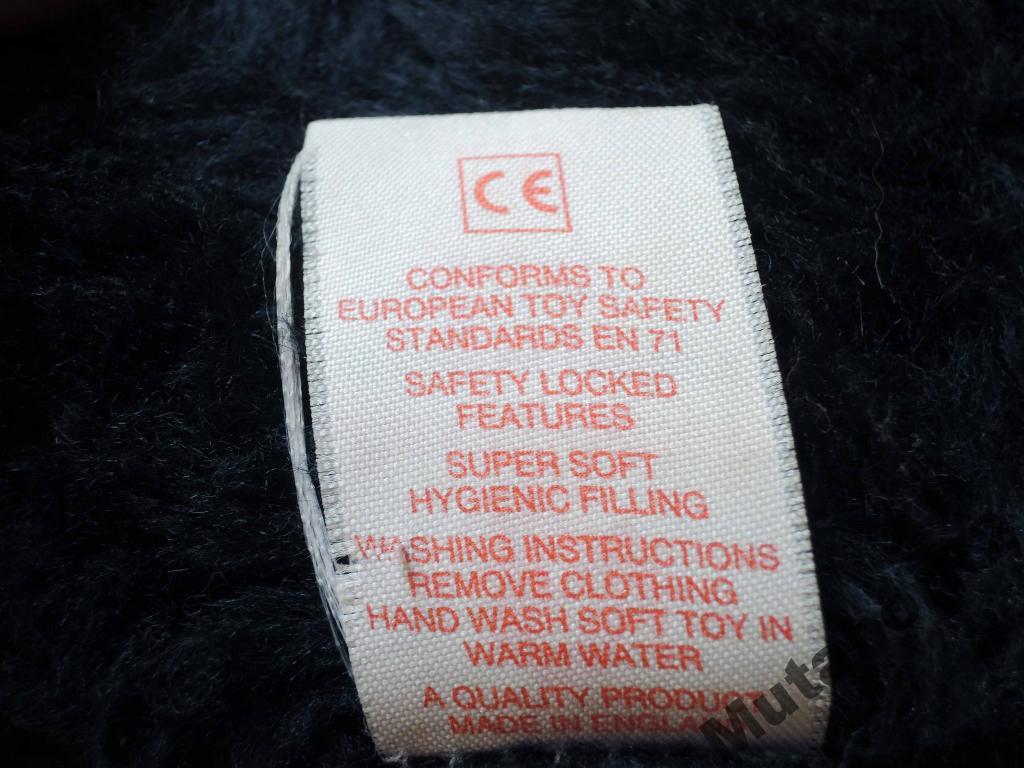 CE
CONFORMS TO
EUROPEAN TOY SAFETY
STANDARDS EN 71
SAFETY LOCKED
FEATURES
SUPER SOFT
HYGIENIC FILLING
WASHING INSTRUCTIONS
REMOVE CLOTHING
HAND WASH SOFT TOY IN
WARM WATER
A QUALITY PRODUCT
MADE IN ENGLAND